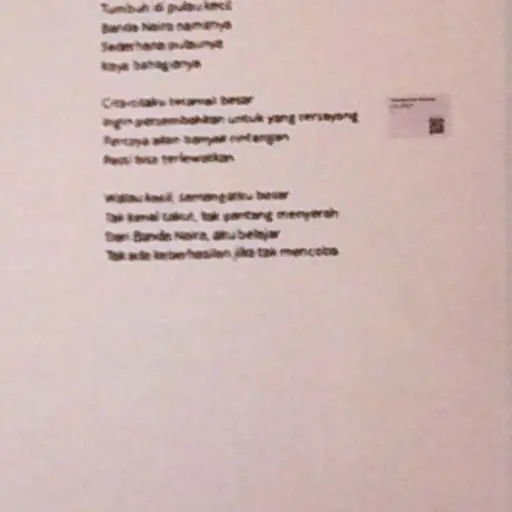 Tumbuh di pulau kecil
Banda Neira namanya
Sederhana pulaunya
Kaya bahagianya
Cita-citaku teramat besar
Ingin persembahkan untuk yang tersayang
Percaya akan banyak rintangan
Pasti bisa terlewatkan
Walau kecil, semangatku besar
Tak kenal takut, tak pantang menyerah
Dari Banda Neira, aku belajar
Tak ada keberhasilan jika tak mencoba